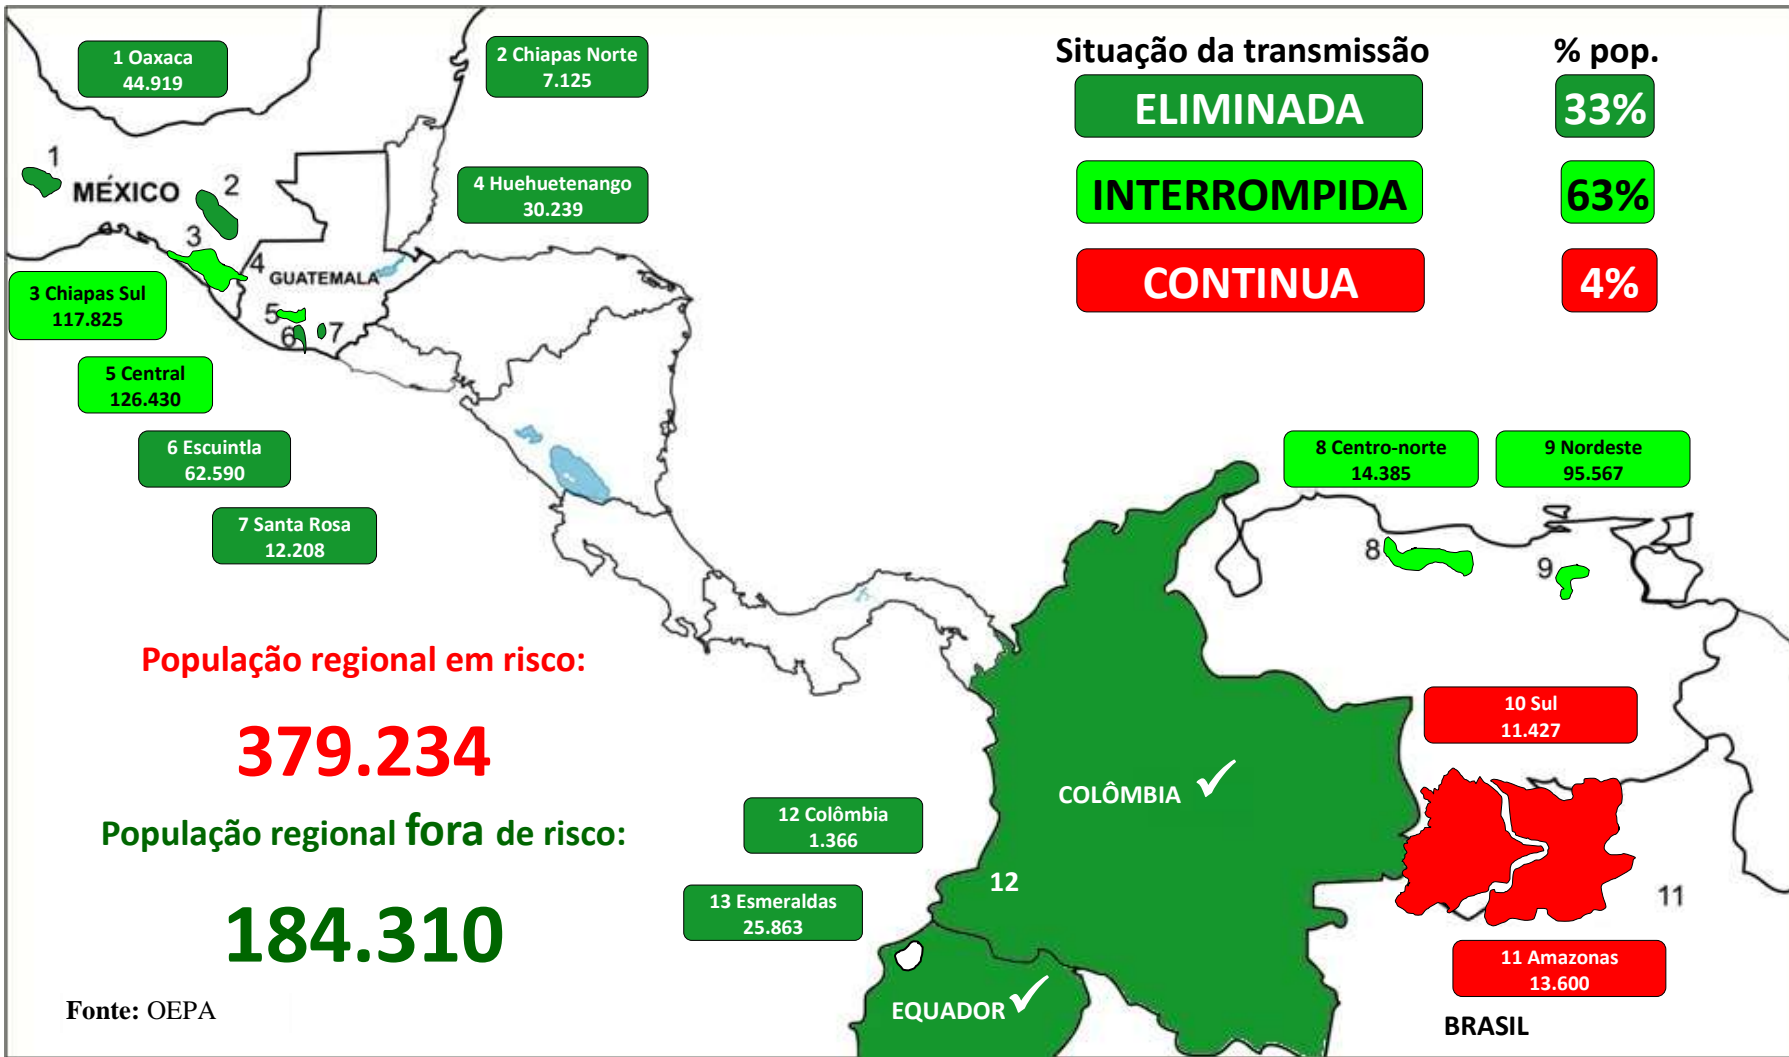 1 Oaxaca
44.919
2 Chiapas Norte
7.125
Situação da transmissão
% pop.
ELIMINADA
33%
INTERROMPIDA
63%
CONTINUA
4%
1
MÉXICO
2
4 Huehuetenango
30.239
3
4
GUATEMALA
3 Chiapas Sul
117.825
5
6
7
5 Central
126.430
6 Escuintla
62.590
7 Santa Rosa
12.208
8 Centro-norte
14.385
9 Nordeste
95.567
8
9
População regional em risco:
379.234
População regional fora de risco:
184.310
10 Sul
11.427
COLÔMBIA
12 Colômbia
1.366
12
13 Esmeraldas
25.863
11
11 Amazonas
13.600
EQUADOR
BRASIL
Fonte: OEPA